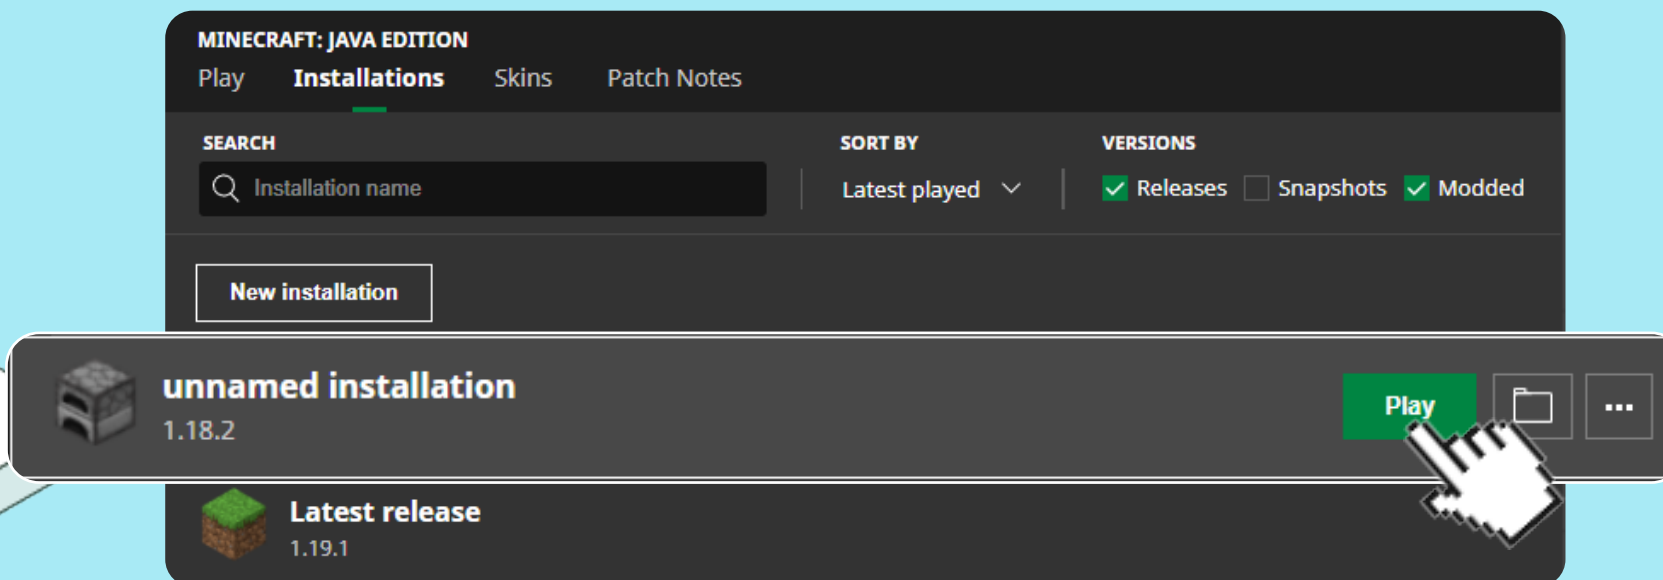 MINECRAFT: JAVA EDITION
Play Installations Skins Patch Notes
SEARCH SORT BY VERSIONS
Installation name Latest played Releases Snapshots Modded
New installation
unnamed installation
1.18.2
Play
Latest release
1.19.1